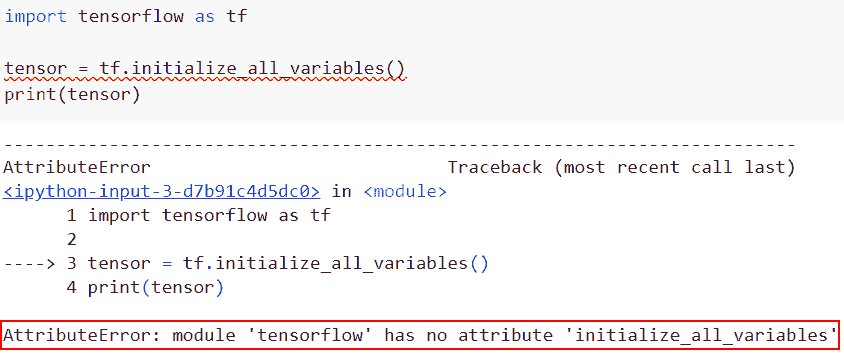 import tensorflow as tf
tensor = tf.initialize_all_variables()
print(tensor)
---------------------------------------------------------------------------
AttributeError                            Traceback (most recent call last)
<ipython-input-3-d7b91c4d5dc0> in <module>
      1 import tensorflow as tf
      2
----> 3 tensor = tf.initialize_all_variables()
      4 print(tensor)
AttributeError: module 'tensorflow' has no attribute 'initialize_all_variables'